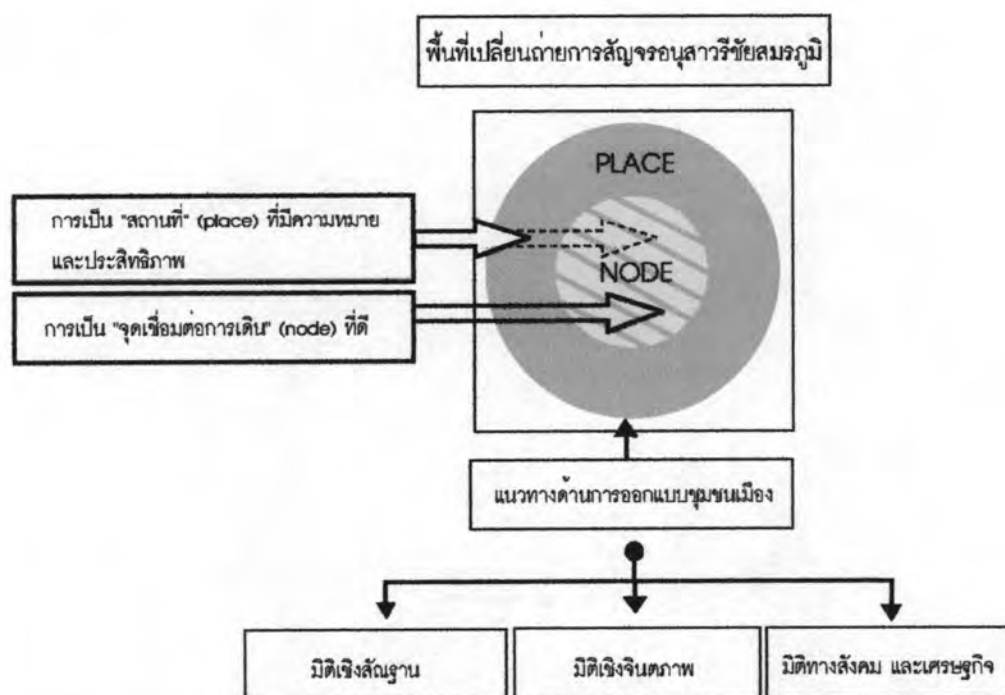 พื้นที่เปลี่ยนถ่ายการสัญจรอนุสาวรีชัยสมรภูมิ
PLACE
การเป็น "สถานที่" (place) ที่มีความหมาย
และประสิทธิภาพ
NODE
การเป็น "จุดเชื่อมต่อการเดิน" (node) ที่ดี
แนวทางด้านการออกแบบชุมชนเมือง
มิติเชิงสัณฐาน
มิติเชิงจินตภาพ
มิติทางสังคม และเศรษฐกิจ